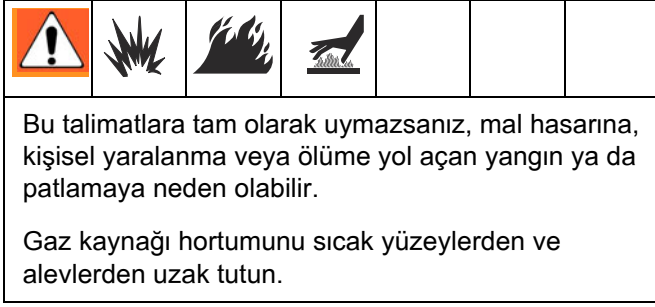 Bu talimatlara tam olarak uymazsanız, mal hasarına,
kişisel yaralanma veya ölüme yol açan yangın ya da
patlamaya neden olabilir.
Gaz kaynağı hortumunu sıcak yüzeylerden ve
alevlerden uzak tutun.